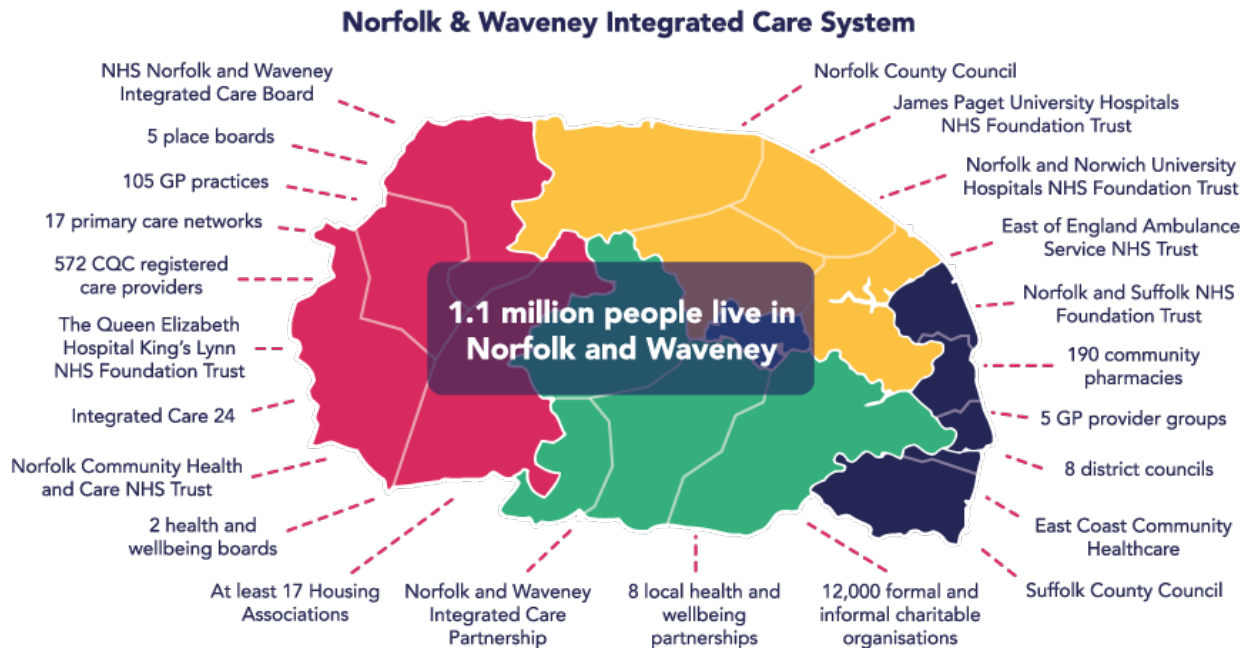 Norfolk & Waveney Integrated Care System
NHS Norfolk and Waveney
Integrated Care Board
5 place boards
105 GP practices
17 primary care networks
572 CQC registered
care providers
The Queen Elizabeth
Hospital King's Lynn
NHS Foundation Trust
Integrated Care 24
Norfolk Community Health
and Care NHS Trust
2 health and
wellbeing boards
At least 17 Housing
Associations
Norfolk and Waveney
Integrated Care
Partnership
8 local health and
wellbeing
partnerships
12,000 formal and
informal charitable
organisations
1.1 million people live in
Norfolk and Waveney
Norfolk County Council
James Paget University Hospitals
NHS Foundation Trust
Norfolk and Norwich University
Hospitals NHS Foundation Trust
East of England Ambulance
Service NHS Trust
Norfolk and Suffolk NHS
Foundation Trust
190 community
pharmacies
5 GP provider groups
8 district councils
East Coast Community
Healthcare
Suffolk County Council